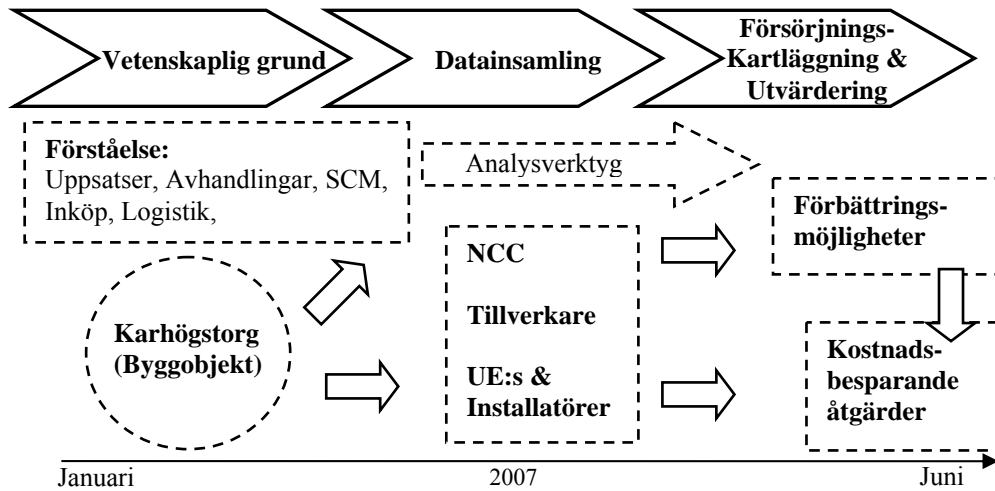 Vetenskaplig grund
Datainsamling
Försörjnings-
Kartläggning &
Utvärdering
Förståelse:
Uppsatser, Avhandlingar, SCM,
Inköp, Logistik,
Analysverktyg
Förbättrings-
möjligheter
NCC
Tillverkare
UE:s &
Installatörer
Karhögstorg
(Byggobjekt)
Kostnads-
besparande
åtgärder
Januari
2007
Juni